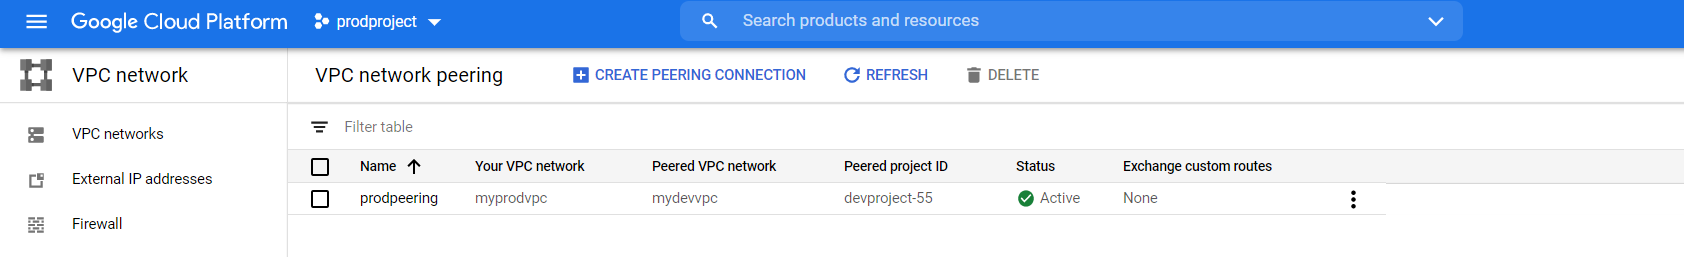 Google Cloud Platform prodproject Search products and resources
VPC network
VPC networks
External IP addresses
Firewall
VPC network peering CREATE PEERING CONNECTION REFRESH DELETE
Filter table
Name Your VPC network Peered VPC network Peered project ID Status Exchange custom routes
prodpeering myprodvpc mydevvpc devproject-55 Active None